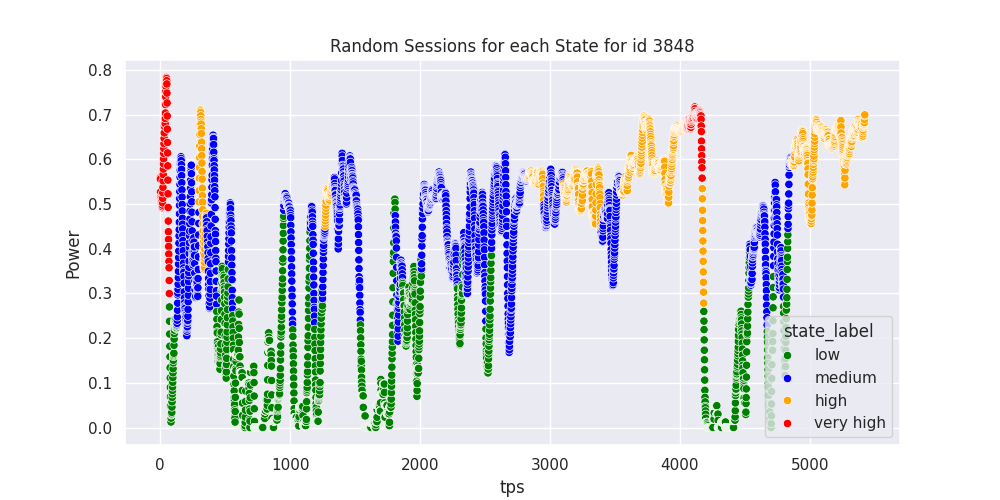 Random Sessions for each State for id 3848
0.8
0.7
0.6
0.5
0.4
0.3
0.2
0.1
0.0
Power
0 1000 2000 3000 4000 5000
tps
state_label
low
medium
high
very high